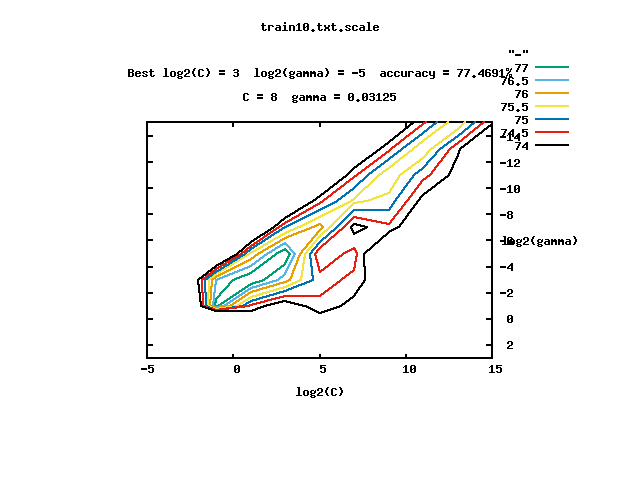 train10.txt.scale
"-"
Best log2(C) = 3  log2(gamma) = -5  accuracy = 77.4691%
77
76.5
C = 8  gamma = 0.03125
76
75.5
75
74.5
-14
74
-12
-10
-8
-6
log2(gamma)
-4
-2
0
2
-5 0 5 10 15
log2(C)